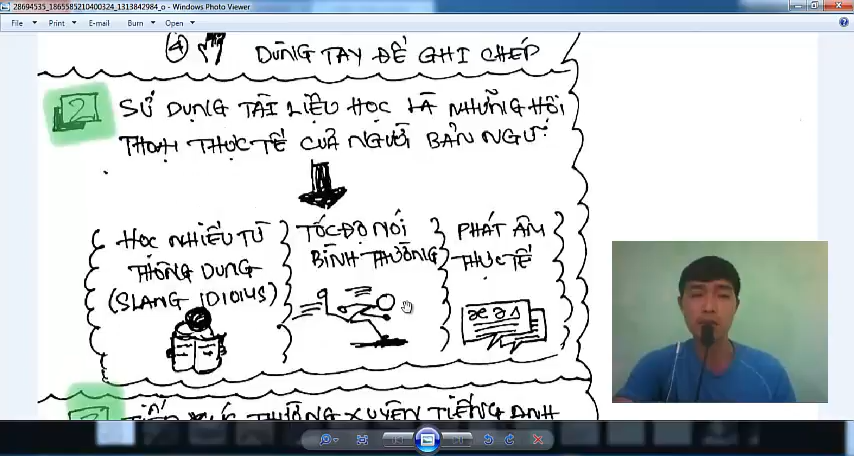 28694535_1865585210400324_1313842984_o - Windows Photo Viewer
File Print E-mail Burn Open
4 DÙNG TAY ĐỂ GHI CHÉP
2 SỬ DỤNG TÀI LIỆU HỌC LÀ NHỮNG HỘI
THOẠI THỰC TẾ CỦA NGƯỜI BẢN NGỮ
HỌC NHIỀU TỪ
THÔNG DỤNG
(SLANG IDIOMS)
TỐC ĐỘ NÓI
BÌNH THƯỜNG
PHÁT ÂM
THỰC TẾ
æ ə ʌ
THƯỜNG XUYÊN TIẾNG ANH